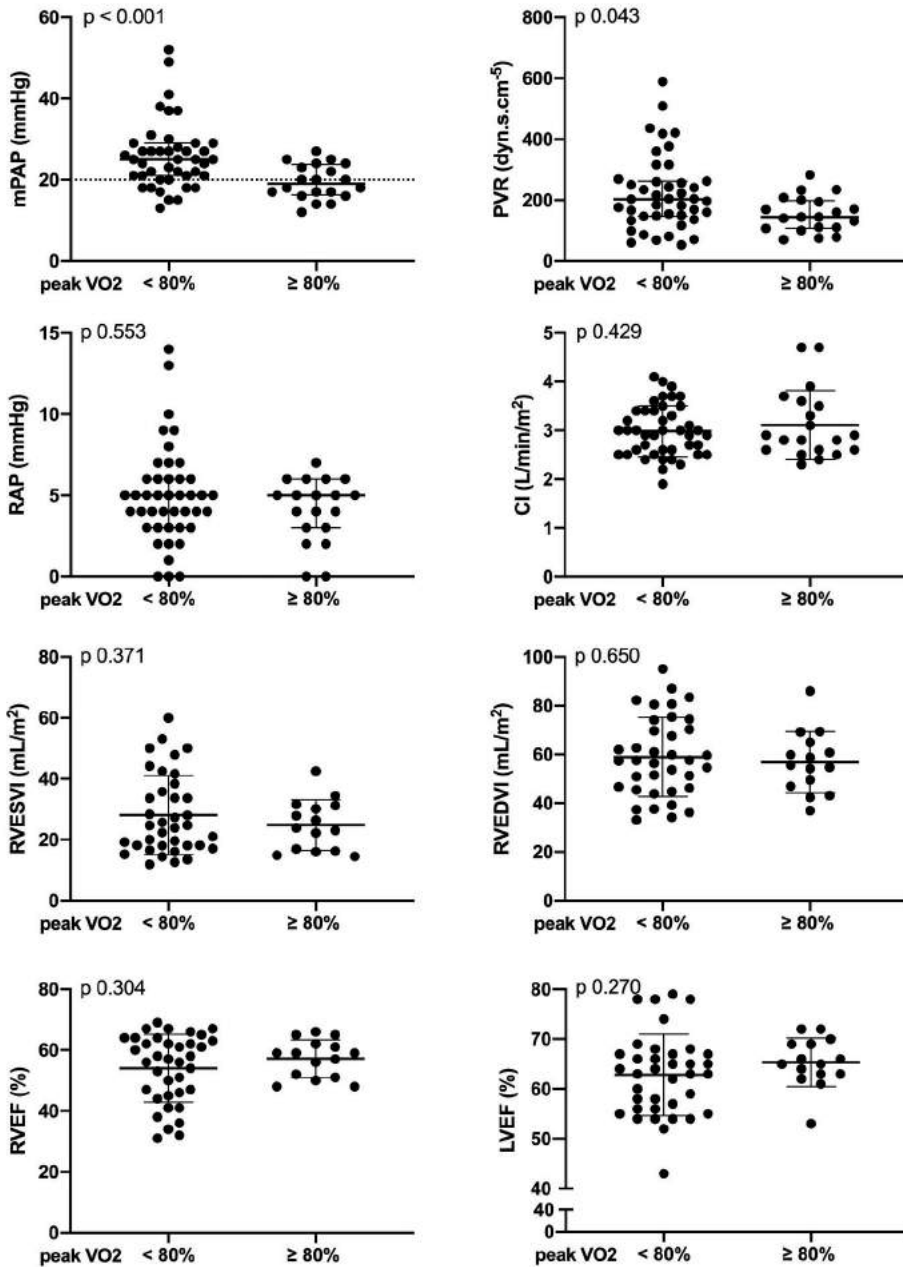 p < 0.001
mPAP (mmHg)
60
40
20
0
peak VO2 < 80% ≥ 80%
p 0.043
PVR (dyn.s.cm⁻⁵)
800
600
400
200
0
peak VO2 < 80% ≥ 80%
p 0.553
RAP (mmHg)
15
10
5
0
peak VO2 < 80% ≥ 80%
p 0.429
CI (L/min/m²)
5
4
3
2
1
0
peak VO2 < 80% ≥ 80%
p 0.371
RVESVI (mL/m²)
80
60
40
20
0
peak VO2 < 80% ≥ 80%
p 0.650
RVEDVI (mL/m²)
100
80
60
40
20
0
peak VO2 < 80% ≥ 80%
p 0.304
RVEF (%)
80
60
40
20
0
peak VO2 < 80% ≥ 80%
p 0.270
LVEF (%)
80
70
60
50
40
40
0
peak VO2 < 80% ≥ 80%